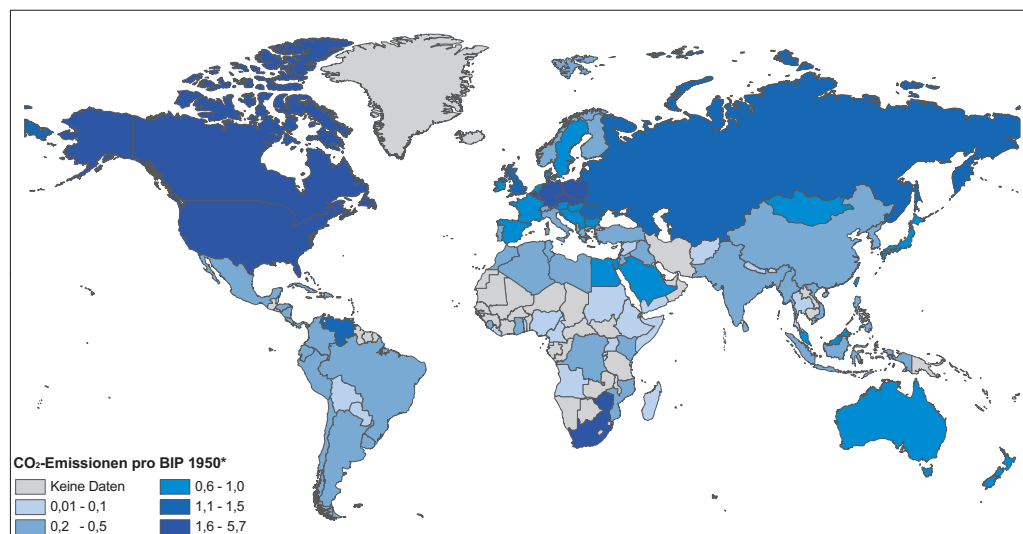 CO₂-Emissionen pro BIP 1950*
Keine Daten
0,01 - 0,1
0,2 - 0,5
0,6 - 1,0
1,1 - 1,5
1,6 - 5,7